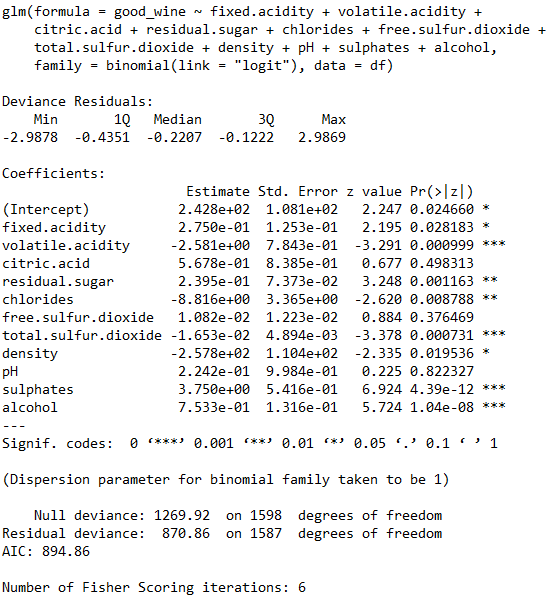 glm(formula = good_wine ~ fixed.acidity + volatile.acidity +
    citric.acid + residual.sugar + chlorides + free.sulfur.dioxide +
    total.sulfur.dioxide + density + pH + sulphates + alcohol,
    family = binomial(link = "logit"), data = df)

Deviance Residuals:
    Min       1Q   Median       3Q      Max
-2.9878  -0.4351  -0.2207  -0.1222   2.9869

Coefficients:
                       Estimate Std. Error z value Pr(>|z|)
(Intercept)           2.428e+02  1.081e+02   2.247 0.024660 *
fixed.acidity         2.750e-01  1.253e-01   2.195 0.028183 *
volatile.acidity     -2.581e+00  7.843e-01  -3.291 0.000999 ***
citric.acid           5.678e-01  8.385e-01   0.677 0.498313
residual.sugar        2.395e-01  7.373e-02   3.248 0.001163 **
chlorides            -8.816e+00  3.365e+00  -2.620 0.008788 **
free.sulfur.dioxide   1.082e-02  1.223e-02   0.884 0.376469
total.sulfur.dioxide -1.653e-02  4.894e-03  -3.378 0.000731 ***
density              -2.578e+02  1.104e+02  -2.335 0.019536 *
pH                    2.242e-01  9.984e-01   0.225 0.822327
sulphates             3.750e+00  5.416e-01   6.924 4.39e-12 ***
alcohol               7.533e-01  1.316e-01   5.724 1.04e-08 ***
---
Signif. codes:  0 ‘***’ 0.001 ‘**’ 0.01 ‘*’ 0.05 ‘.’ 0.1 ‘ ’ 1

(Dispersion parameter for binomial family taken to be 1)

    Null deviance: 1269.92  on 1598  degrees of freedom
Residual deviance:  870.86  on 1587  degrees of freedom
AIC: 894.86

Number of Fisher Scoring iterations: 6